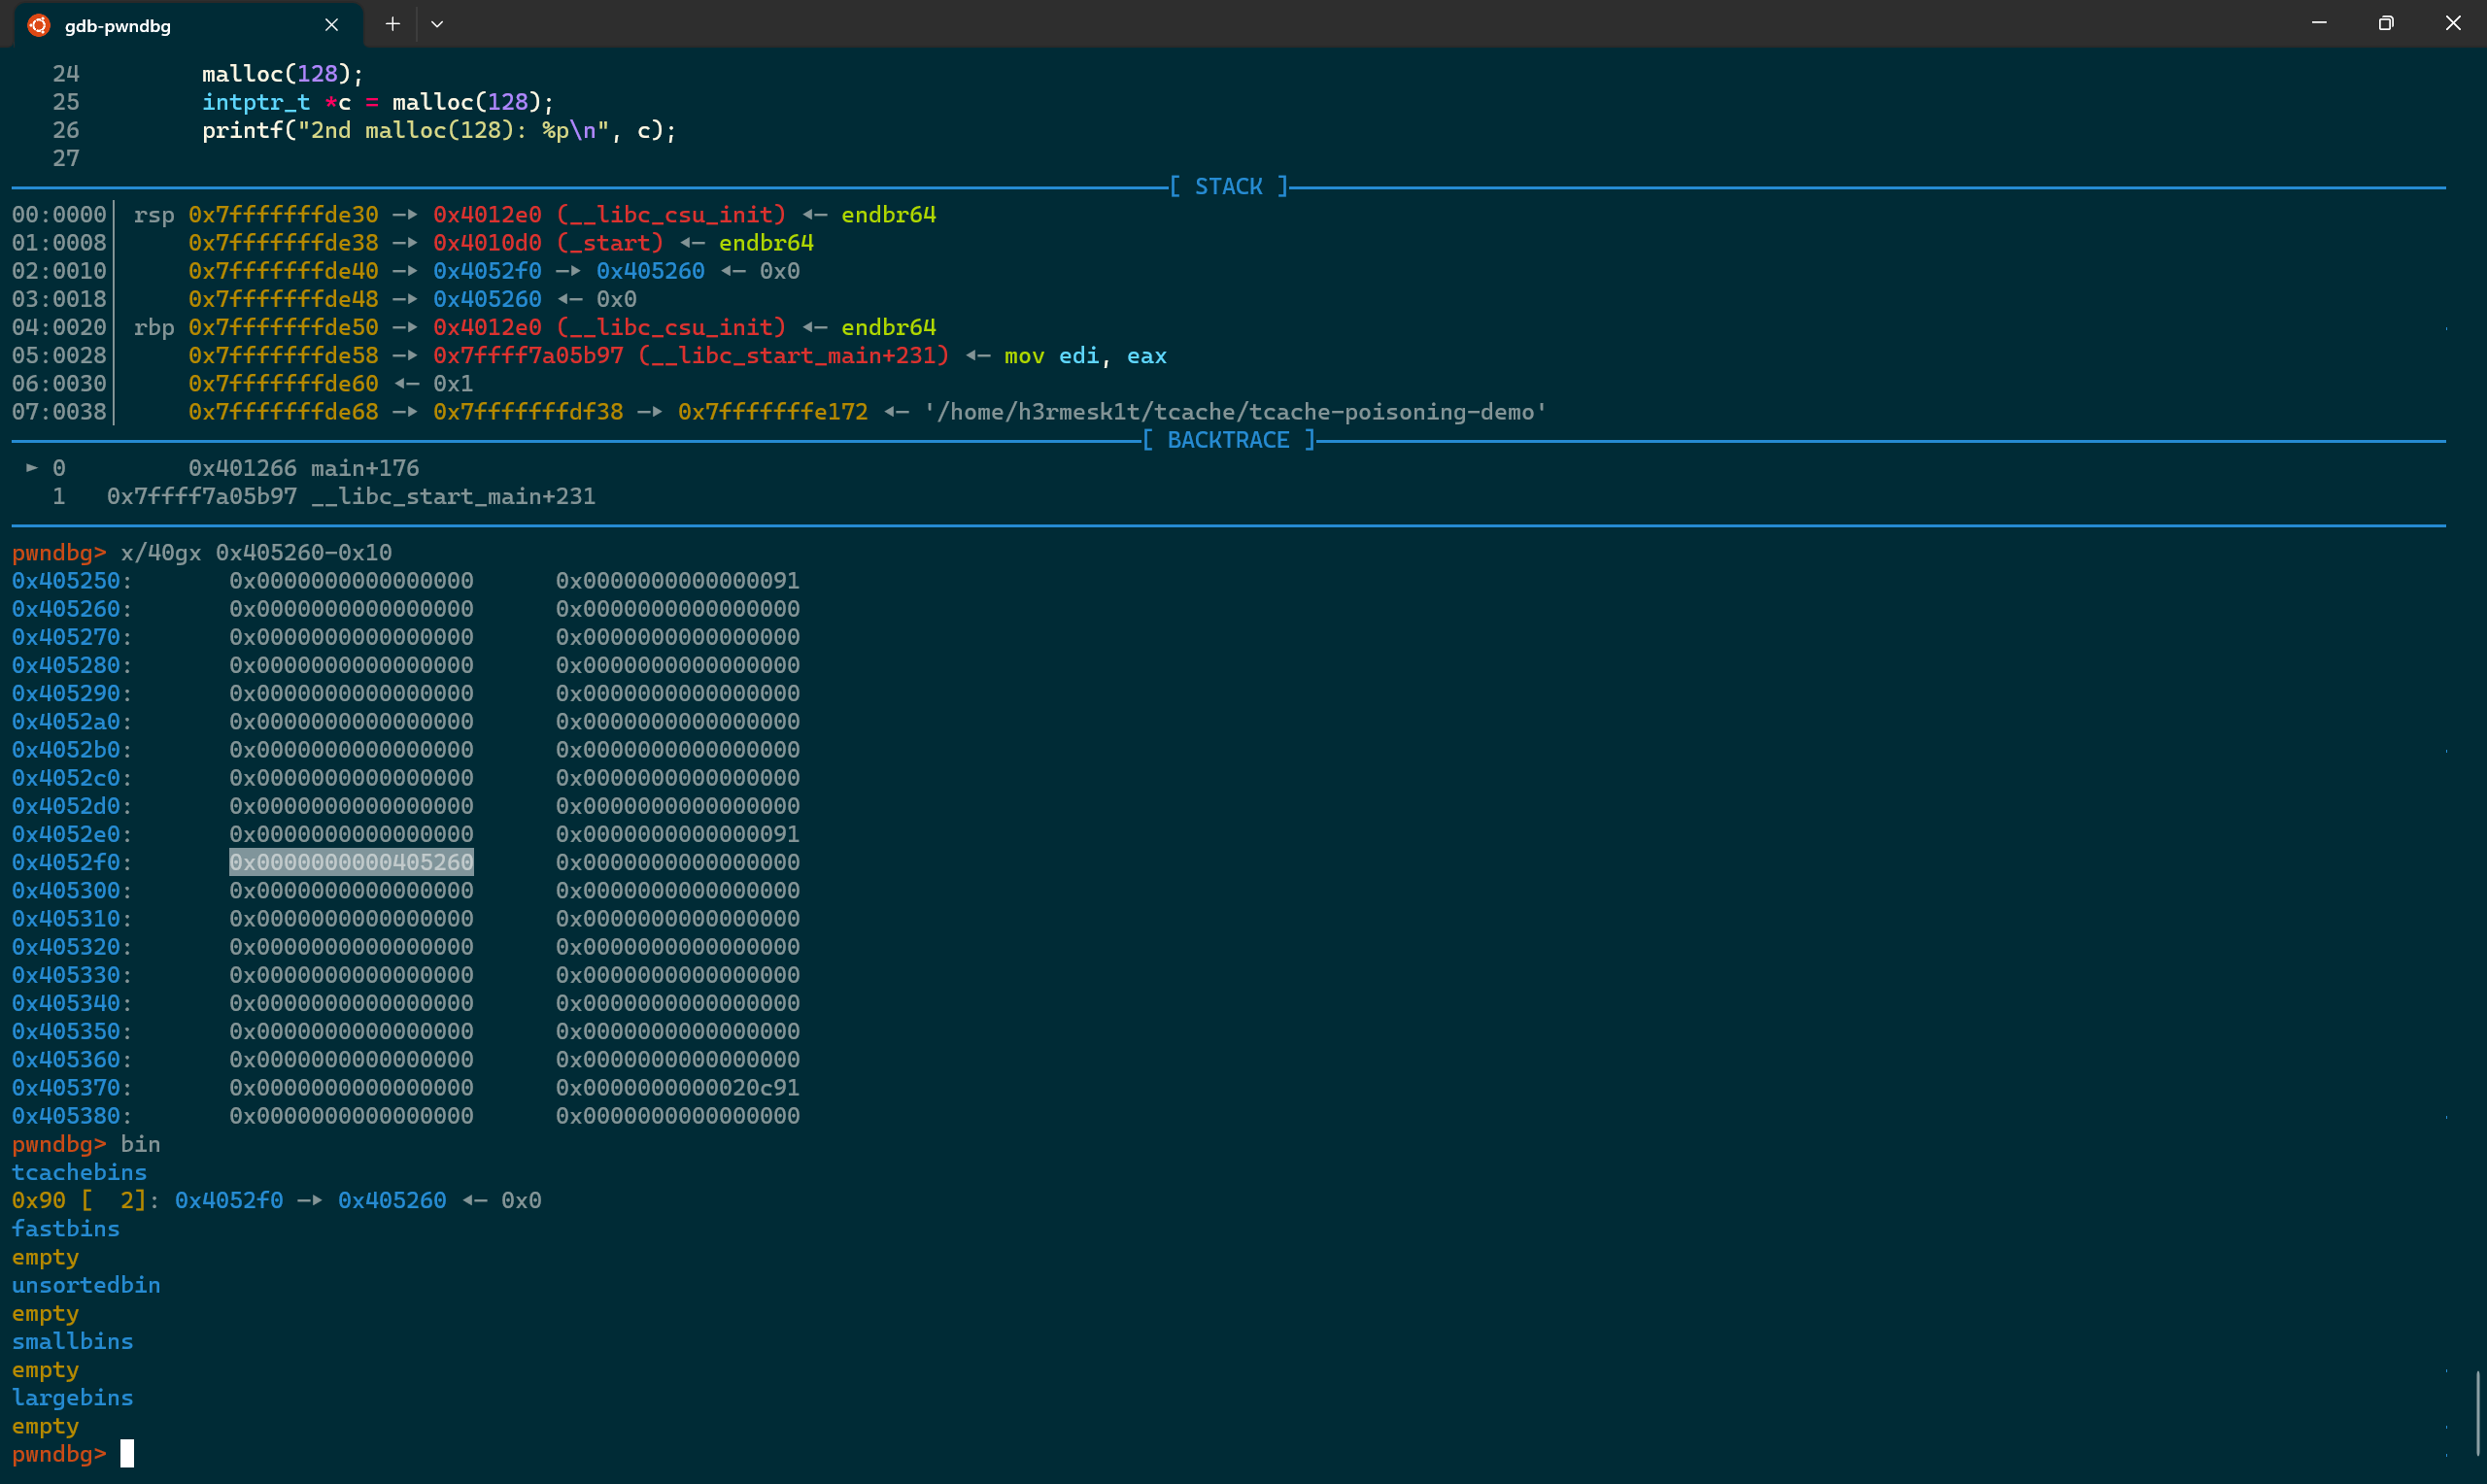 gdb-pwndbg
24 malloc(128);
25 intptr_t *c = malloc(128);
26 printf("2nd malloc(128): %p\n", c);
27
[ STACK ]
00:0000│ rsp 0x7fffffffde30 —▸ 0x4012e0 (__libc_csu_init) ◂— endbr64
01:0008│ 0x7fffffffde38 —▸ 0x4010d0 (_start) ◂— endbr64
02:0010│ 0x7fffffffde40 —▸ 0x4052f0 —▸ 0x405260 ◂— 0x0
03:0018│ 0x7fffffffde48 —▸ 0x405260 ◂— 0x0
04:0020│ rbp 0x7fffffffde50 —▸ 0x4012e0 (__libc_csu_init) ◂— endbr64
05:0028│ 0x7fffffffde58 —▸ 0x7ffff7a05b97 (__libc_start_main+231) ◂— mov edi, eax
06:0030│ 0x7fffffffde60 ◂— 0x1
07:0038│ 0x7fffffffde68 —▸ 0x7fffffffdf38 —▸ 0x7fffffffe172 ◂— '/home/h3rmesk1t/tcache/tcache-poisoning-demo'
[ BACKTRACE ]
► 0 0x401266 main+176
1 0x7ffff7a05b97 __libc_start_main+231
pwndbg> x/40gx 0x405260-0x10
0x405250: 0x0000000000000000 0x0000000000000091
0x405260: 0x0000000000000000 0x0000000000000000
0x405270: 0x0000000000000000 0x0000000000000000
0x405280: 0x0000000000000000 0x0000000000000000
0x405290: 0x0000000000000000 0x0000000000000000
0x4052a0: 0x0000000000000000 0x0000000000000000
0x4052b0: 0x0000000000000000 0x0000000000000000
0x4052c0: 0x0000000000000000 0x0000000000000000
0x4052d0: 0x0000000000000000 0x0000000000000000
0x4052e0: 0x0000000000000000 0x0000000000000091
0x4052f0: 0x0000000000405260 0x0000000000000000
0x405300: 0x0000000000000000 0x0000000000000000
0x405310: 0x0000000000000000 0x0000000000000000
0x405320: 0x0000000000000000 0x0000000000000000
0x405330: 0x0000000000000000 0x0000000000000000
0x405340: 0x0000000000000000 0x0000000000000000
0x405350: 0x0000000000000000 0x0000000000000000
0x405360: 0x0000000000000000 0x0000000000000000
0x405370: 0x0000000000000000 0x0000000000020c91
0x405380: 0x0000000000000000 0x0000000000000000
pwndbg> bin
tcachebins
0x90 [  2]: 0x4052f0 —▸ 0x405260 ◂— 0x0
fastbins
empty
unsortedbin
empty
smallbins
empty
largebins
empty
pwndbg>